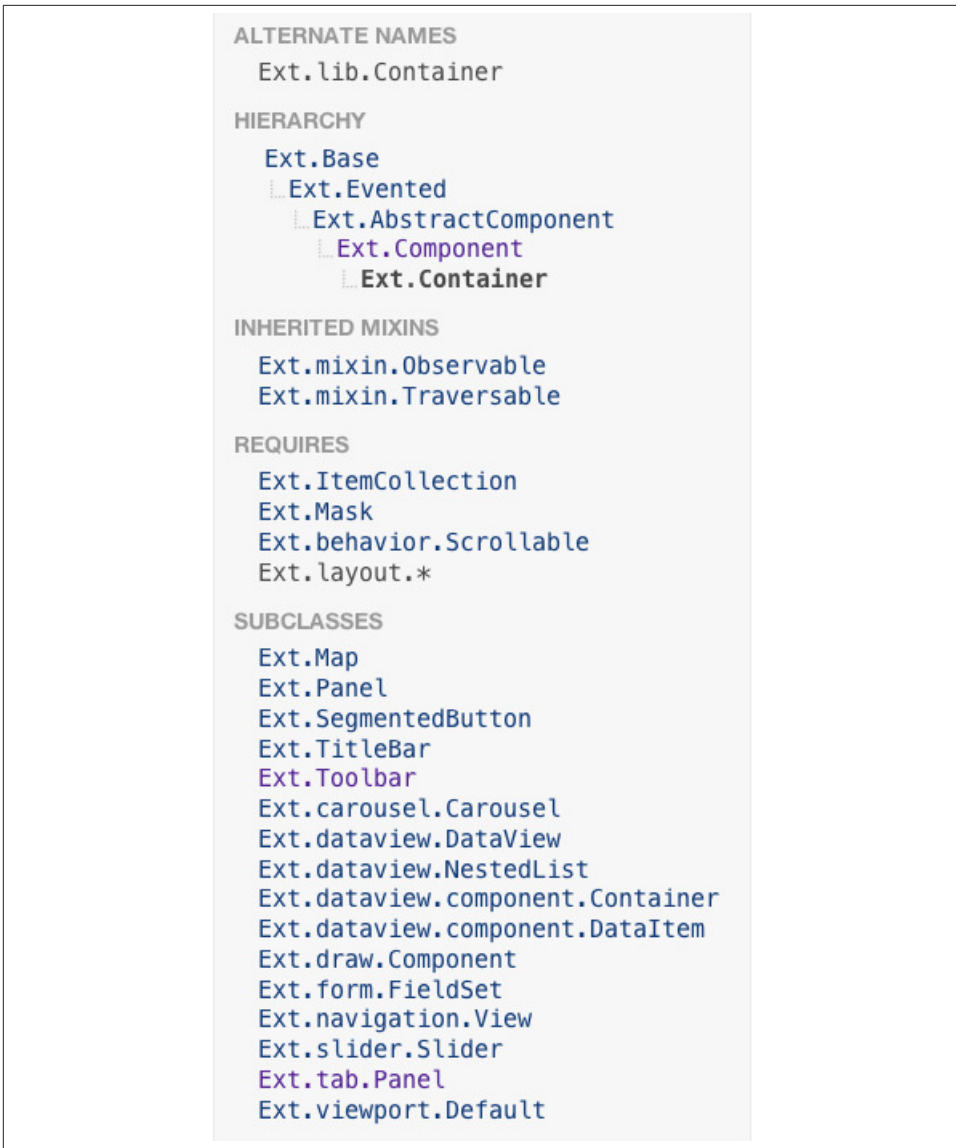 ALTERNATE NAMES
Ext.lib.Container
HIERARCHY
Ext.Base
Ext.Evented
Ext.AbstractComponent
Ext.Component
Ext.Container
INHERITED MIXINS
Ext.mixin.Observable
Ext.mixin.Traversable
REQUIRES
Ext.ItemCollection
Ext.Mask
Ext.behavior.Scrollable
Ext.layout.*
SUBCLASSES
Ext.Map
Ext.Panel
Ext.SegmentedButton
Ext.TitleBar
Ext.Toolbar
Ext.carousel.Carousel
Ext.dataview.DataView
Ext.dataview.NestedList
Ext.dataview.component.Container
Ext.dataview.component.DataItem
Ext.draw.Component
Ext.form.FieldSet
Ext.navigation.View
Ext.slider.Slider
Ext.tab.Panel
Ext.viewport.Default